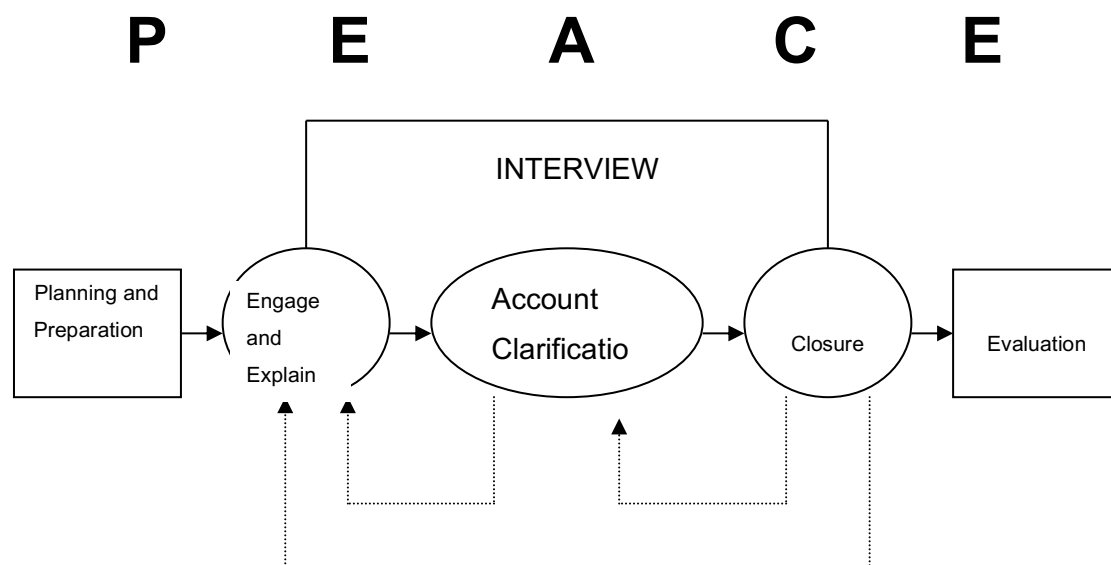 P E A C E
INTERVIEW
Planning and
Preparation
Engage
and
Explain
Account
Clarificatio
Closure
Evaluation